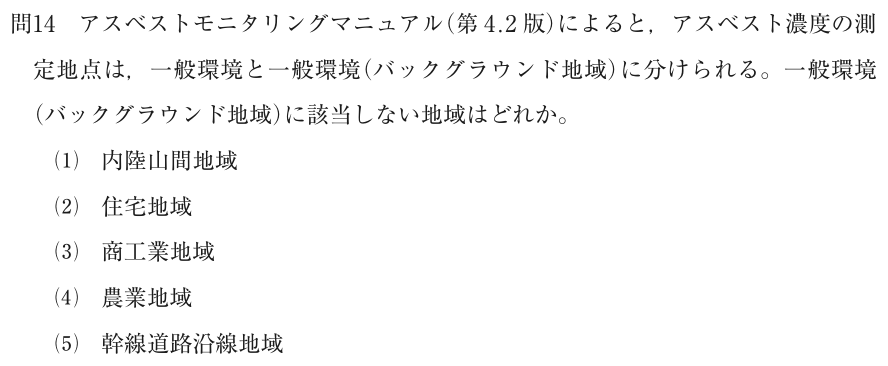 問14　アスベストモニタリングマニュアル(第 4.2 版)によると，アスベスト濃度の測
定地点は，一般環境と一般環境(バックグラウンド地域)に分けられる。一般環境
(バックグラウンド地域)に該当しない地域はどれか。
(1)　内陸山間地域
(2)　住宅地域
(3)　商工業地域
(4)　農業地域
(5)　幹線道路沿線地域